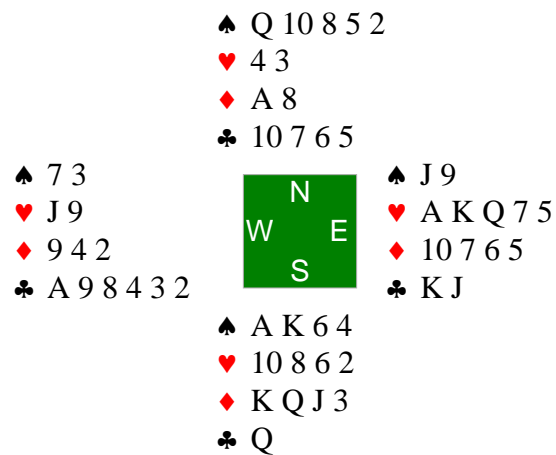 ♠ Q 10 8 5 2
♥ 4 3
♦ A 8
♣ 10 7 6 5
♠ 7 3
♥ J 9
♦ 9 4 2
♣ A 9 8 4 3 2
N
W E
S
♠ J 9
♥ A K Q 7 5
♦ 10 7 6 5
♣ K J
♠ A K 6 4
♥ 10 8 6 2
♦ K Q J 3
♣ Q